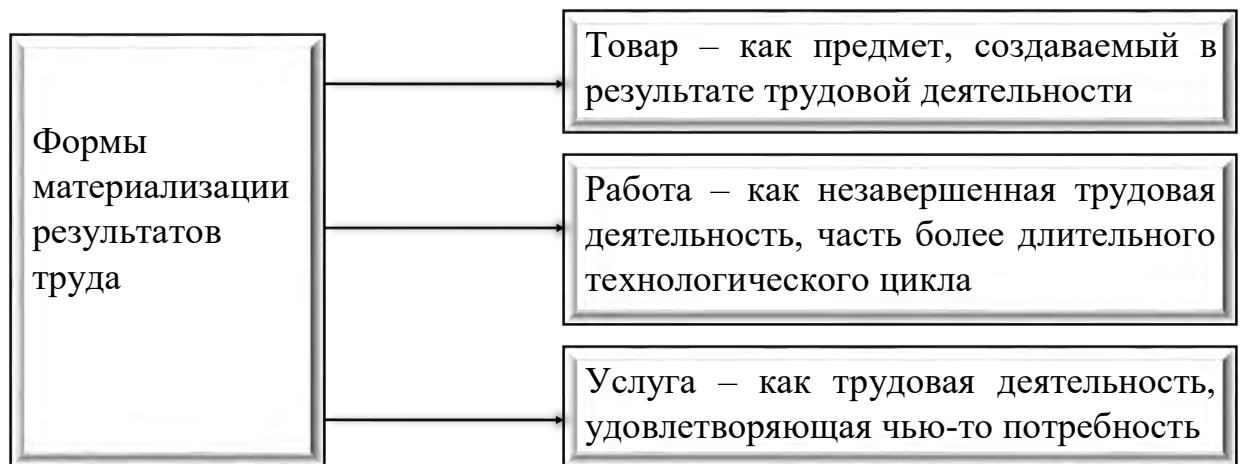 Формы
материализации
результатов
труда
Товар – как предмет, создаваемый в
результате трудовой деятельности
Работа – как незавершенная трудовая
деятельность, часть более длительного
технологического цикла
Услуга – как трудовая деятельность,
удовлетворяющая чью-то потребность